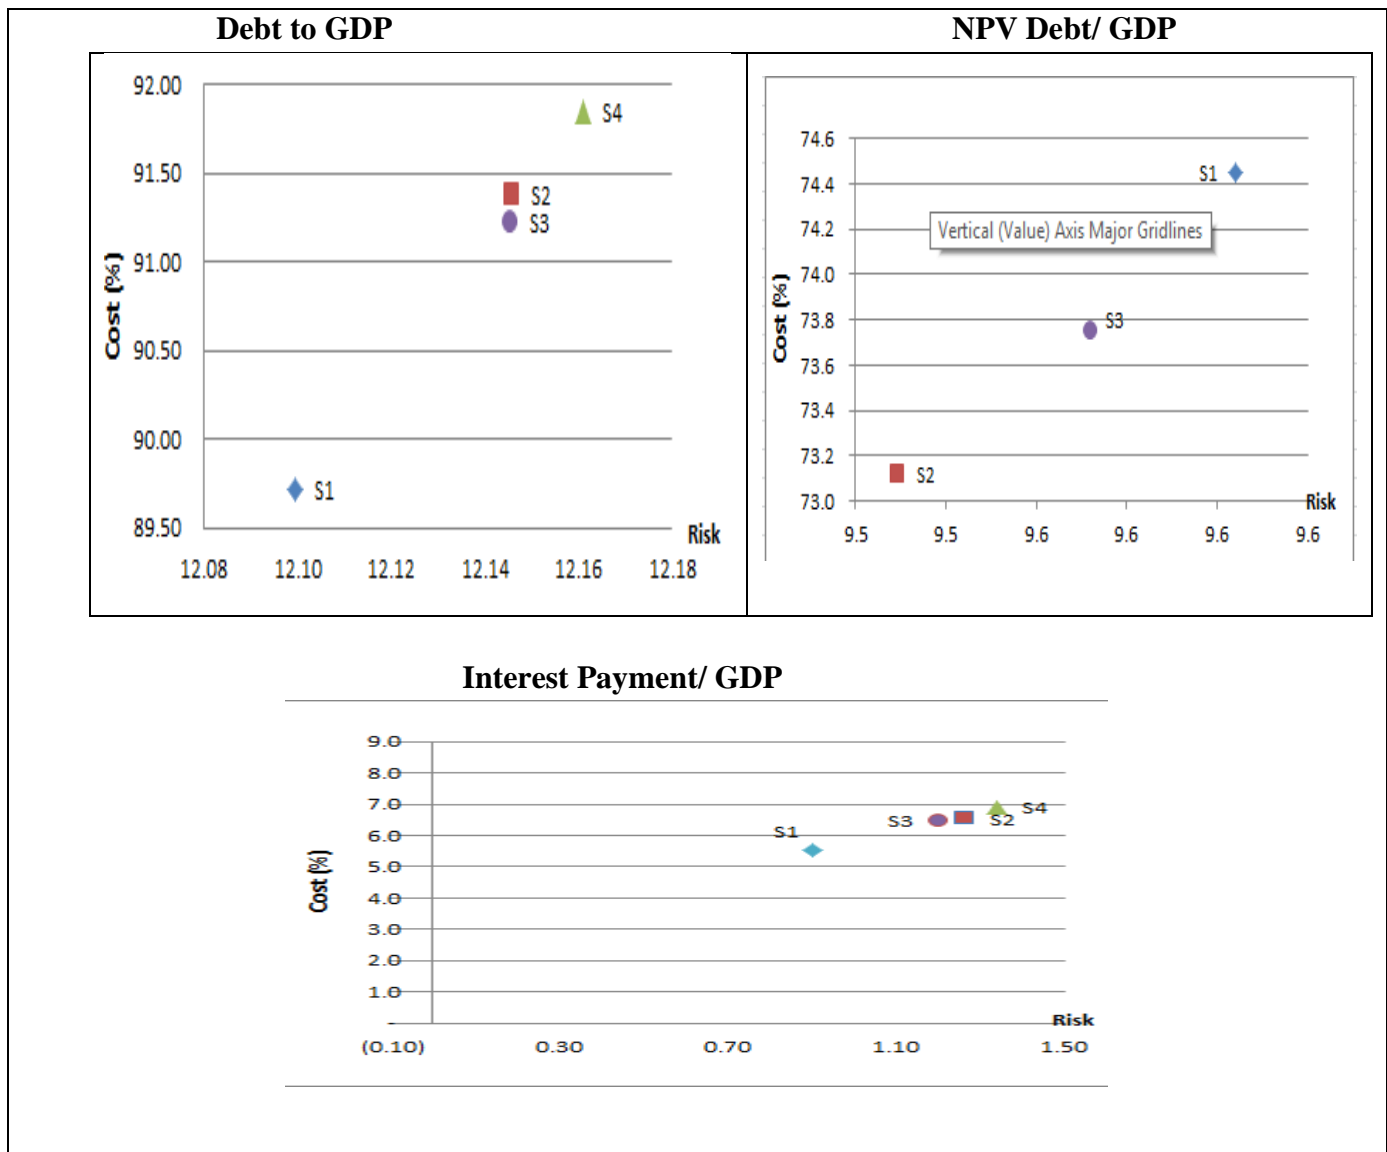 Debt to GDP
NPV Debt/ GDP
92.00
91.50
91.00
90.50
90.00
89.50
Cost (%)
S4
S2
S3
S1
Risk
12.08 12.10 12.12 12.14 12.16 12.18
74.6
74.4
74.2
74.0
73.8
73.6
73.4
73.2
73.0
Cost (%)
S1
Vertical (Value) Axis Major Gridlines
S3
S2
Risk
9.5 9.5 9.6 9.6 9.6 9.6
Interest Payment/ GDP
9.0
8.0
7.0
6.0
5.0
4.0
3.0
2.0
1.0
-
Cost (%)
S1
S3
S2
S4
Risk
(0.10) 0.30 0.70 1.10 1.50